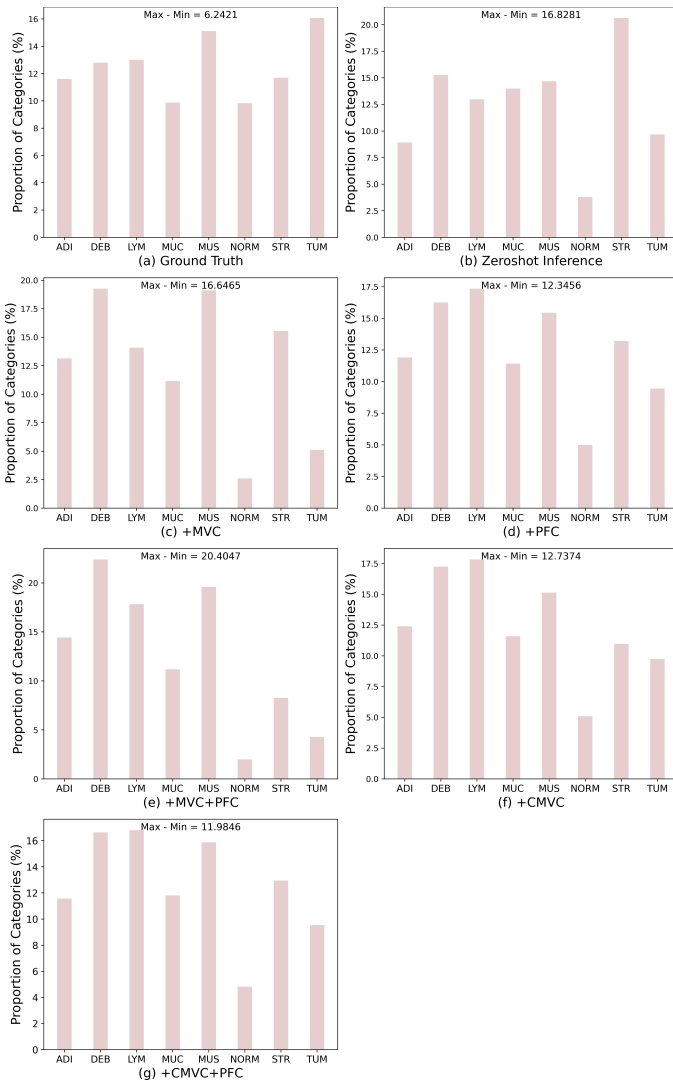 Max - Min = 6.2421
Proportion of Categories (%)
16
14
12
10
8
6
4
2
0
ADI DEB LYM MUC MUS NORM STR TUM
(a) Ground Truth
Max - Min = 16.8281
Proportion of Categories (%)
20.0
17.5
15.0
12.5
10.0
7.5
5.0
2.5
0.0
ADI DEB LYM MUC MUS NORM STR TUM
(b) Zeroshot Inference
Max - Min = 16.6465
Proportion of Categories (%)
20.0
17.5
15.0
12.5
10.0
7.5
5.0
2.5
0.0
ADI DEB LYM MUC MUS NORM STR TUM
(c) +MVC
Max - Min = 12.3456
Proportion of Categories (%)
17.5
15.0
12.5
10.0
7.5
5.0
2.5
0.0
ADI DEB LYM MUC MUS NORM STR TUM
(d) +PFC
Max - Min = 20.4047
Proportion of Categories (%)
20
15
10
5
0
ADI DEB LYM MUC MUS NORM STR TUM
(e) +MVC+PFC
Max - Min = 12.7374
Proportion of Categories (%)
17.5
15.0
12.5
10.0
7.5
5.0
2.5
0.0
ADI DEB LYM MUC MUS NORM STR TUM
(f) +CMVC
Max - Min = 11.9846
Proportion of Categories (%)
16
14
12
10
8
6
4
2
0
ADI DEB LYM MUC MUS NORM STR TUM
(g) +CMVC+PFC